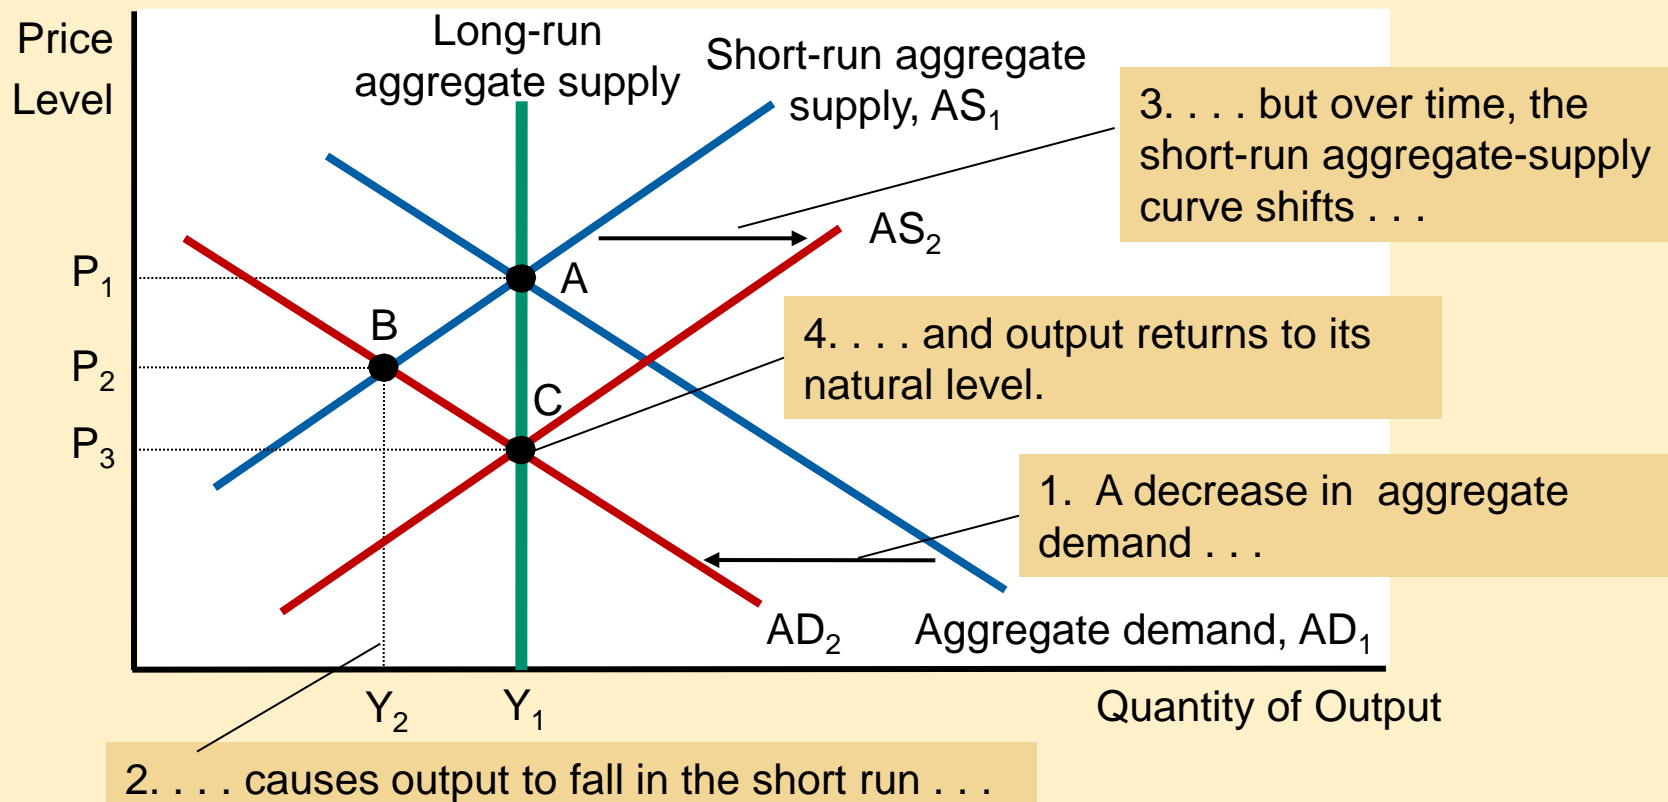 Price
Level
Long-run
aggregate supply
Short-run aggregate
supply, AS₁
3. . . . but over time, the
short-run aggregate-supply
curve shifts . . .
AS₂
P₁
A
B
4. . . . and output returns to its
natural level.
P₂
C
P₃
1. A decrease in aggregate
demand . . .
AD₂
Aggregate demand, AD₁
Y₂
Y₁
Quantity of Output
2. . . . causes output to fall in the short run . . .